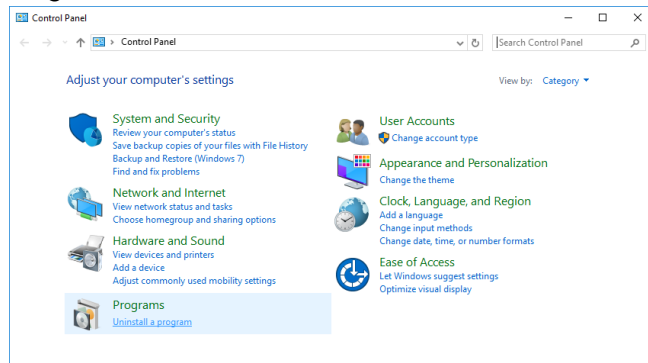 Control Panel
Control Panel
Search Control Panel
Adjust your computer's settings
View by: Category
System and Security
Review your computer's status
Save backup copies of your files with File History
Backup and Restore (Windows 7)
Find and fix problems
Network and Internet
View network status and tasks
Choose homegroup and sharing options
Hardware and Sound
View devices and printers
Add a device
Adjust commonly used mobility settings
Programs
Uninstall a program
User Accounts
Change account type
Appearance and Personalization
Change the theme
Clock, Language, and Region
Add a language
Change input methods
Change date, time, or number formats
Ease of Access
Let Windows suggest settings
Optimize visual display